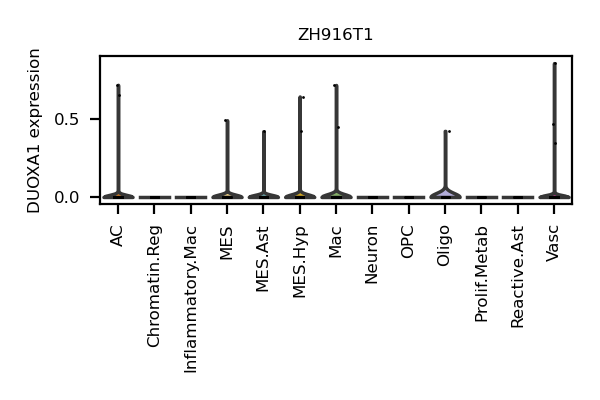 ZH916T1
DUOXA1 expression
0.5
0.0
AC
Chromatin.Reg
Inflammatory.Mac
MES
MES.Ast
MES.Hyp
Mac
Neuron
OPC
Oligo
Prolif.Metab
Reactive.Ast
Vasc